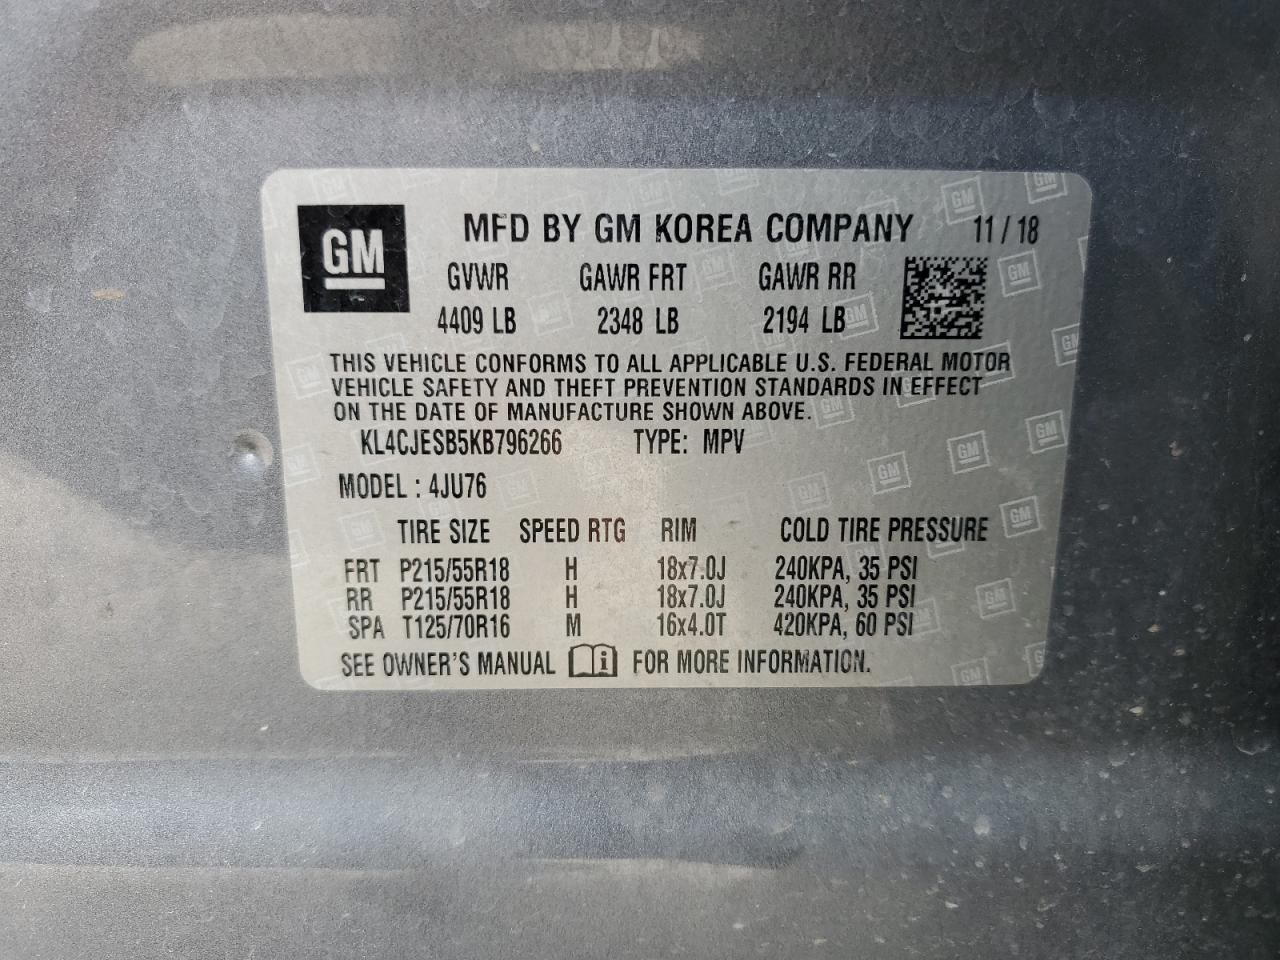 GM
MFD BY GM KOREA COMPANY 11 / 18
GVWR GAWR FRT GAWR RR
4409 LB 2348 LB 2194 LB
THIS VEHICLE CONFORMS TO ALL APPLICABLE U.S. FEDERAL MOTOR
VEHICLE SAFETY AND THEFT PREVENTION STANDARDS IN EFFECT
ON THE DATE OF MANUFACTURE SHOWN ABOVE.
KL4CJESB5KB796266 TYPE: MPV
MODEL : 4JU76
TIRE SIZE SPEED RTG RIM COLD TIRE PRESSURE
FRT P215/55R18 H 18x7.0J 240KPA, 35 PSI
RR P215/55R18 H 18x7.0J 240KPA, 35 PSI
SPA T125/70R16 M 16x4.0T 420KPA, 60 PSI
SEE OWNER'S MANUAL FOR MORE INFORMATION.